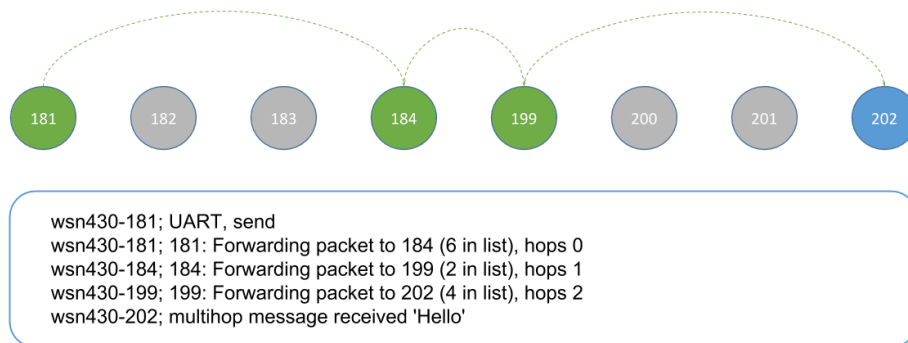 181 182 183 184 199 200 201 202
wsn430-181; UART, send
wsn430-181; 181: Forwarding packet to 184 (6 in list), hops 0
wsn430-184; 184: Forwarding packet to 199 (2 in list), hops 1
wsn430-199; 199: Forwarding packet to 202 (4 in list), hops 2
wsn430-202; multihop message received 'Hello'